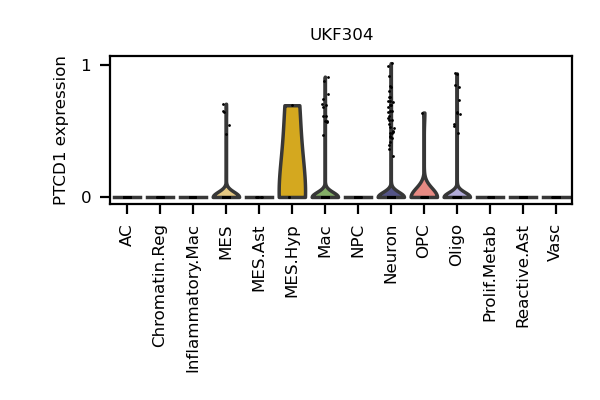 UKF304
PTCD1 expression
1
0
AC
Chromatin.Reg
Inflammatory.Mac
MES
MES.Ast
MES.Hyp
Mac
NPC
Neuron
OPC
Oligo
Prolif.Metab
Reactive.Ast
Vasc